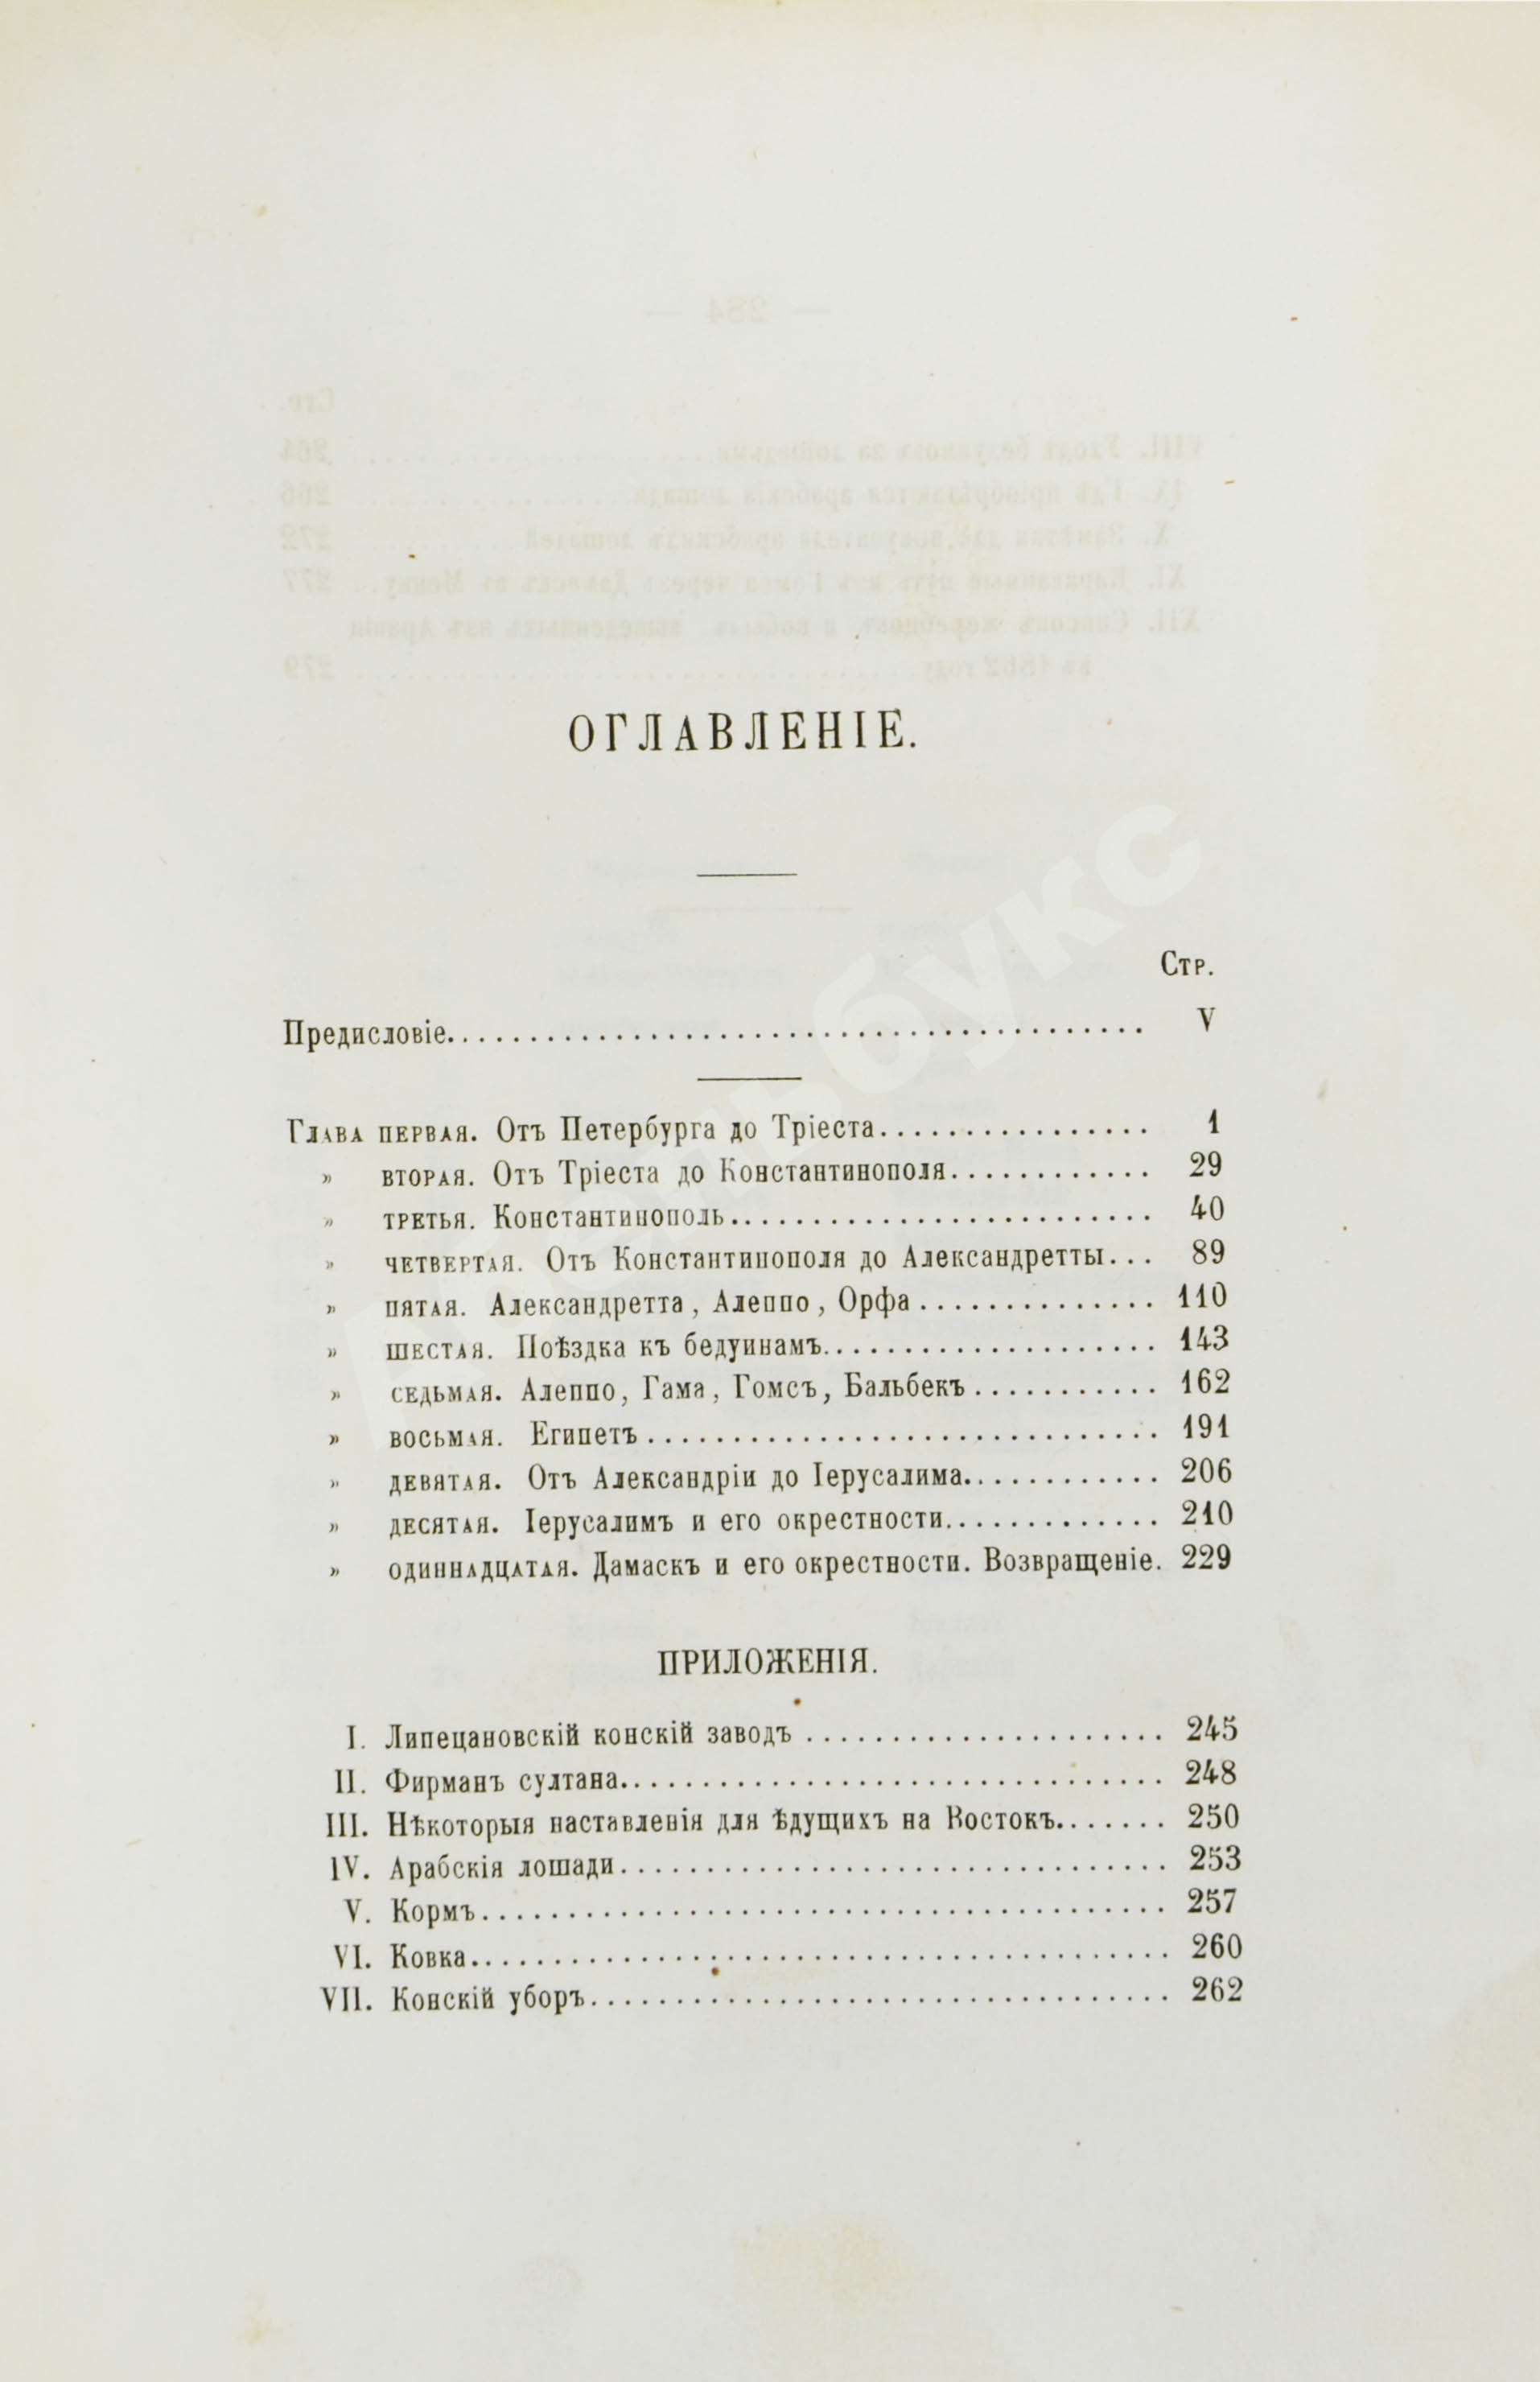 ОГЛАВЛЕНІЕ.
Стр.
Предисловіе........................................ V
Глава первая. Отъ Петербурга до Тріеста................ 1
» вторая. Отъ Тріеста до Константинополя............ 29
» третья. Константинополь......................... 40
» четвертая. Отъ Константинополя до Александретты... 89
» пятая. Александретта, Алеппо, Орфа.............. 110
» шестая. Поѣздка къ бедуинамъ.................... 143
» седьмая. Алеппо, Гама, Гомсъ, Бальбекъ........... 162
» восьмая. Египетъ.............................. 191
» девятая. Отъ Александріи до Іерусалима............ 206
» десятая. Іерусалимъ и его окрестности............. 210
» одиннадцатая. Дамаскъ и его окрестности. Возвращеніе. 229
ПРИЛОЖЕНІЯ.
I. Липецановскій конскій заводъ..................... 245
II. Фирманъ султана................................ 248
III. Нѣкоторыя наставленія для ѣдущихъ на Востокъ....... 250
IV. Арабскія лошади................................ 253
V. Кормъ........................................ 257
VI. Ковка......................................... 260
VII. Конскій уборъ.................................. 262